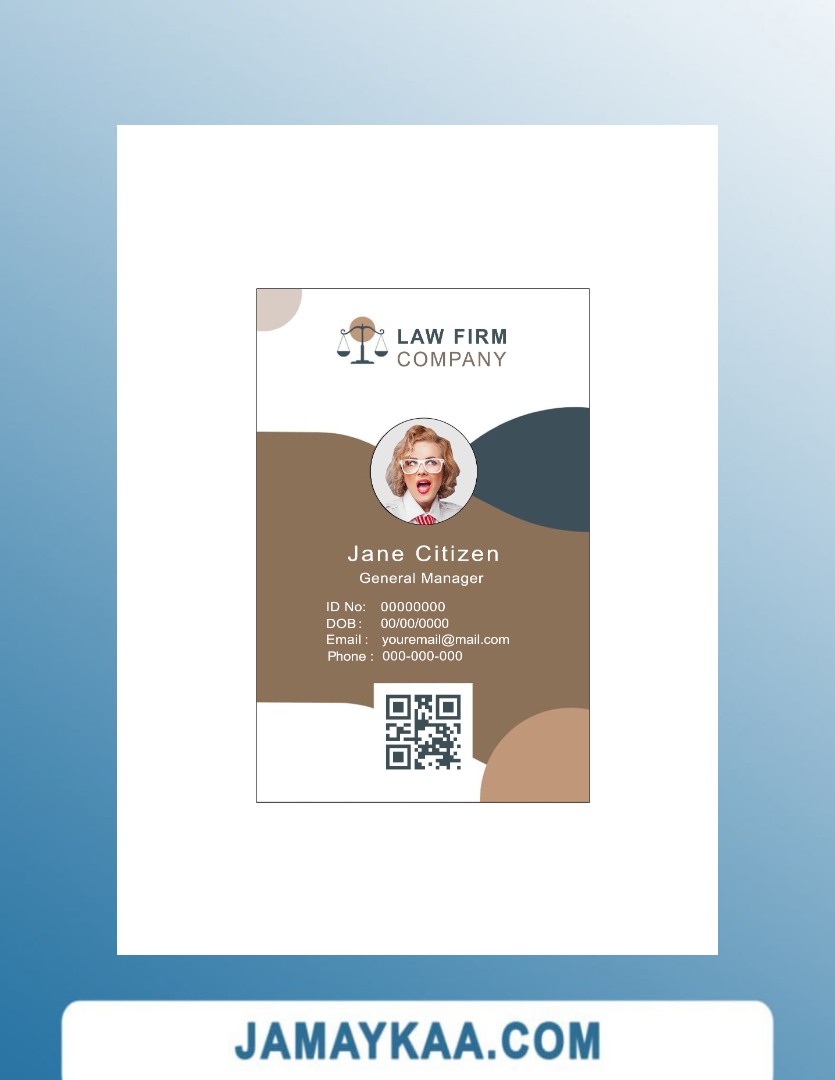 LAW FIRM
COMPANY
Jane Citizen
General Manager
ID No: 00000000
DOB : 00/00/0000
Email : youremail@mail.com
Phone : 000-000-000
JAMAYKAA.COM